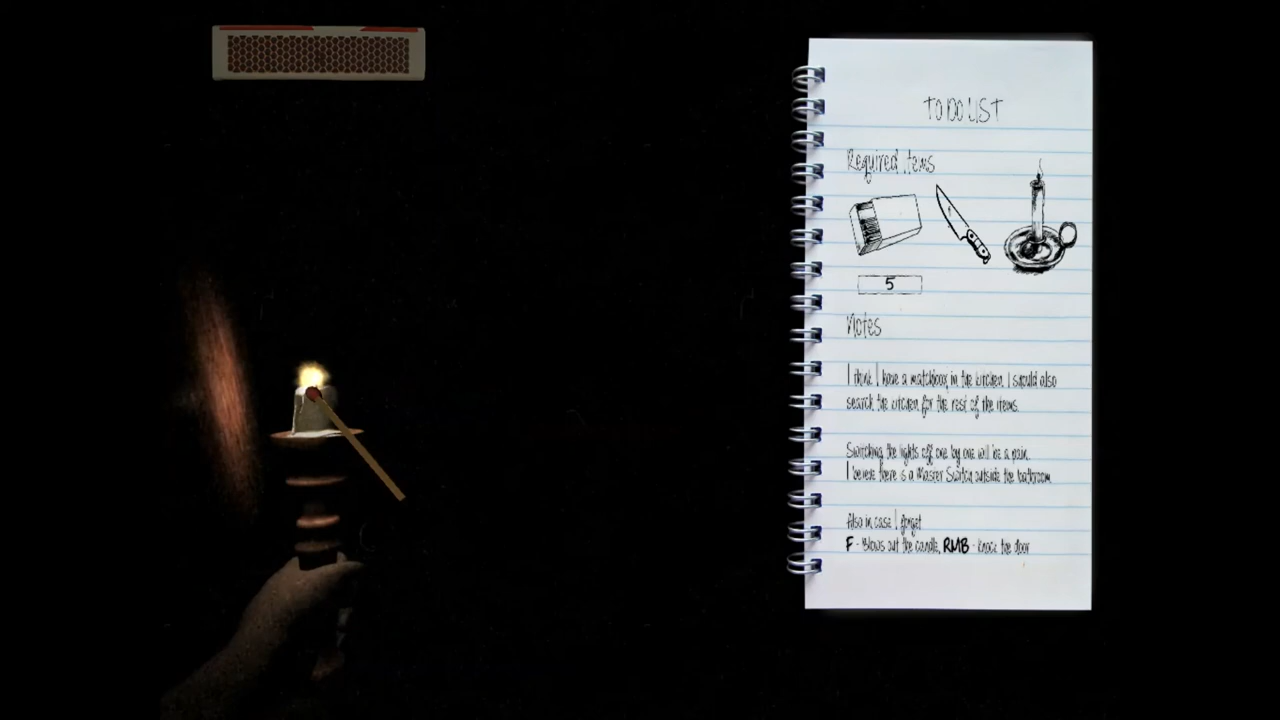 TO DO LIST
Required Items
5
Notes
I think I have a matchbox in the kitchen. I should also
search the kitchen for the rest of the items.
Switching the lights off one by one will be a pain.
I believe there is a Master Switch outside the bathroom
Also in case I forget
F - Blows out the candle, RMB - knock the door